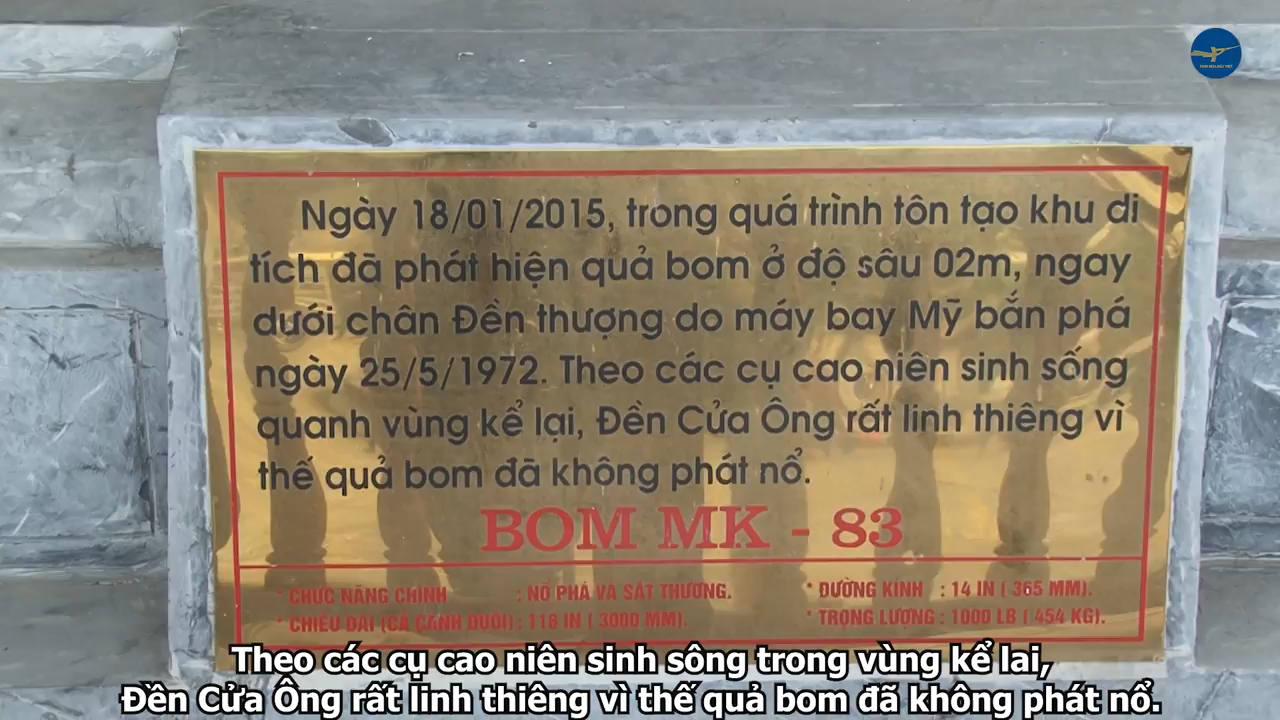 Ngày 18/01/2015, trong quá trình tôn tạo khu di
tích đã phát hiện quả bom ở độ sâu 02m, ngay
dưới chân Đền thượng do máy bay Mỹ bắn phá
ngày 25/5/1972. Theo các cụ cao niên sinh sống
quanh vùng kể lại, Đền Cửa Ông rất linh thiêng vì
thế quả bom đã không phát nổ.
BOM MK - 83
* CHỨC NĂNG CHÍNH : NỔ PHÁ VÀ SÁT THƯƠNG. * ĐƯỜNG KÍNH : 14 IN ( 365 MM).
* CHIỀU DÀI (CẢ CÁNH ĐUÔI) : 118 IN ( 3000 MM). * TRỌNG LƯỢNG : 1000 LB ( 454 KG).
Theo các cụ cao niên sinh sông trong vùng kể lai,
Đền Cửa Ông rất linh thiêng vì thế quả bom đã không phát nổ.